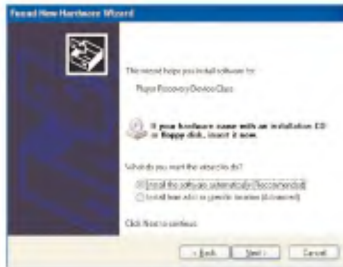 Found New Hardware Wizard
This wizard helps you install software for:
Player Recovery Device Class
If your hardware came with an installation CD
or floppy disk, insert it now.
What do you want the wizard to do?
Install the software automatically (Recommended)
Install from a list or specific location (Advanced)
Click Next to continue.
< Back
Next >
Cancel